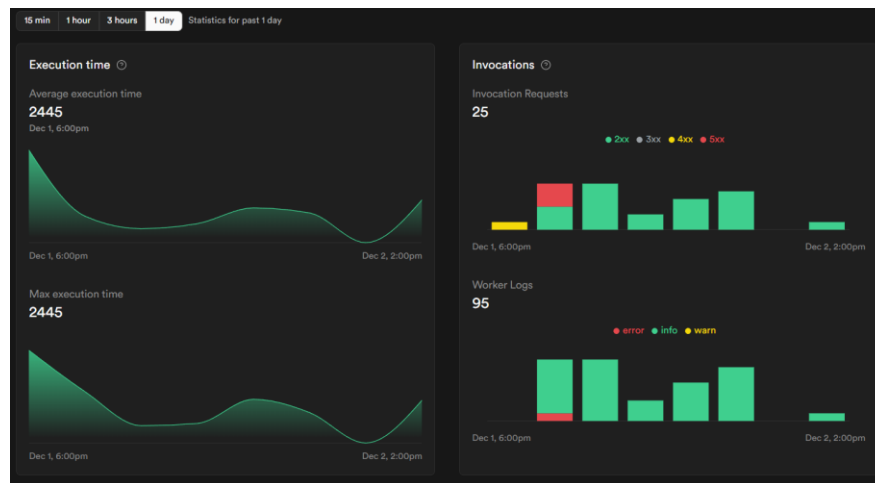 15 min 1 hour 3 hours 1 day Statistics for past 1 day
Execution time
Average execution time
2445
Dec 1, 6:00pm
Dec 1, 6:00pm Dec 2, 2:00pm
Max execution time
2445
Dec 1, 6:00pm Dec 2, 2:00pm
Invocations
Invocation Requests
25
2xx 3xx 4xx 5xx
Dec 1, 6:00pm Dec 2, 2:00pm
Worker Logs
95
error info warn
Dec 1, 6:00pm Dec 2, 2:00pm